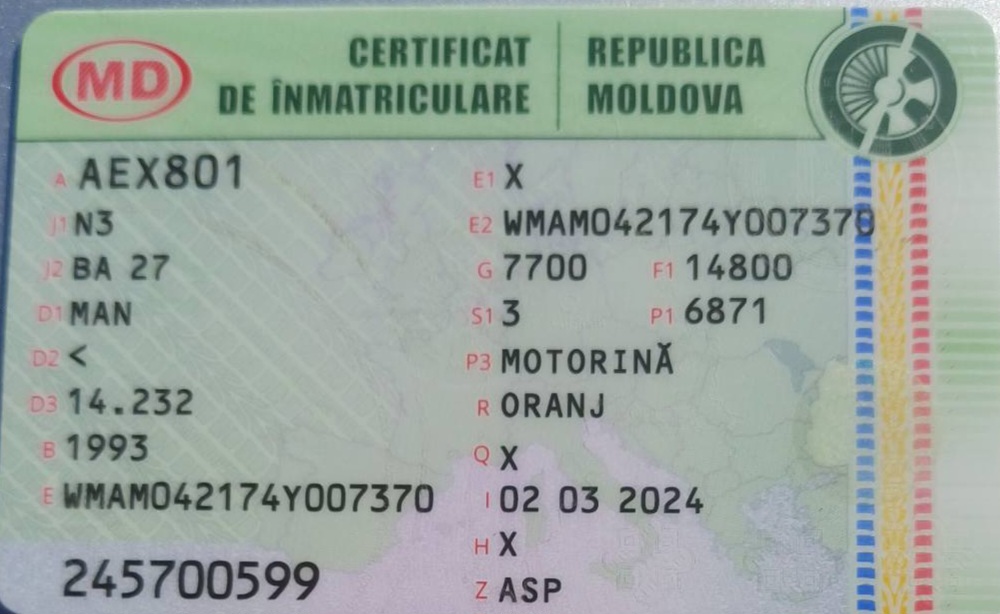 MD
CERTIFICAT
DE ÎNMATRICULARE
REPUBLICA
MOLDOVA
A AEX801
J1 N3
J2 BA 27
D1 MAN
D2 <
D3 14.232
B 1993
E WMAM042174Y007370
245700599
E1 X
E2 WMAM042174Y007370
G 7700 F1 14800
S1 3 P1 6871
P3 MOTORINĂ
R ORANJ
Q X
I 02 03 2024
H X
Z ASP